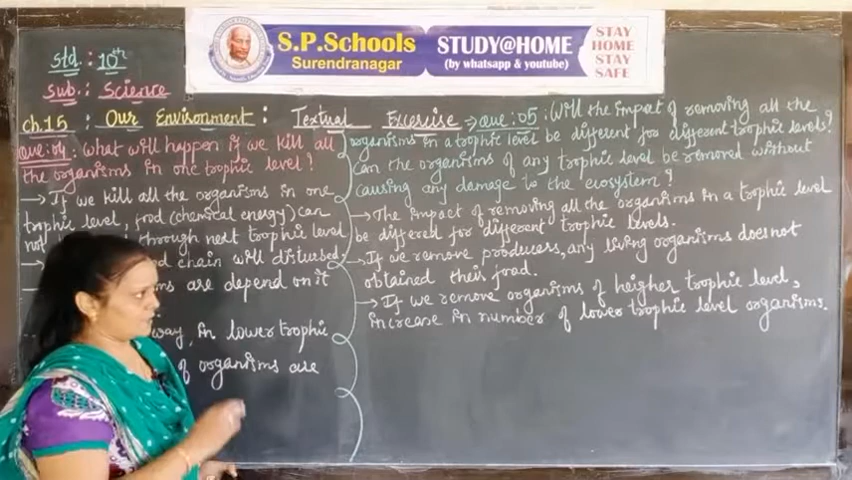 S.P.Schools
Surendranagar
STUDY@HOME
(by whatsapp & youtube)
STAY
HOME
STAY
SAFE
std : 10th
sub : Science
Ch.15 : Our Environment : Textual Excercise
que:04 : what will happen if we kill all
the organisms in one trophic level?
→ If we kill all the organisms in one
trophic level, food (chemical energy) can
not through next trophic level
→ chain will disturbed.
are depend on it
way, in lower trophic
of organisms are
→ que:05 : Will the impact of removing all the
organisms in a trophic level be different for different trophic levels?
can the organisms of any trophic level be removed without
causing any damage to the ecosystem?
→ The impact of removing all the organisms in a trophic level
be differed for different trophic levels.
→ If we remove producers, any living organisms does not
obtained their food.
→ If we remove organisms of heigher trophic level,
increase in number of lower trophic level organisms.